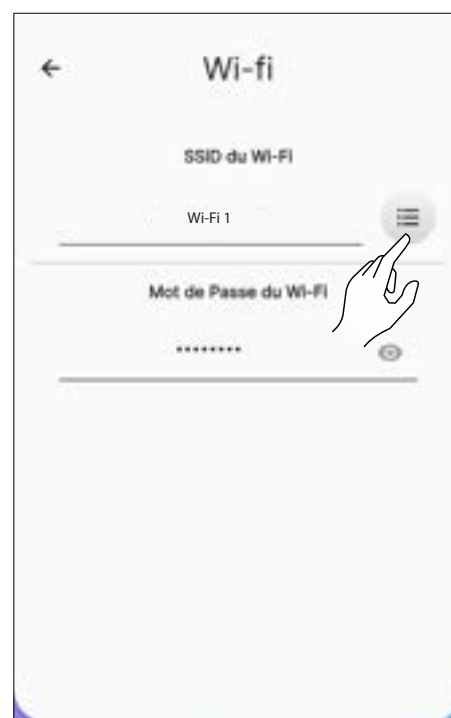 Wi-fi
SSID du Wi-Fi
Wi-Fi 1
Mot de Passe du Wi-Fi
••••••••